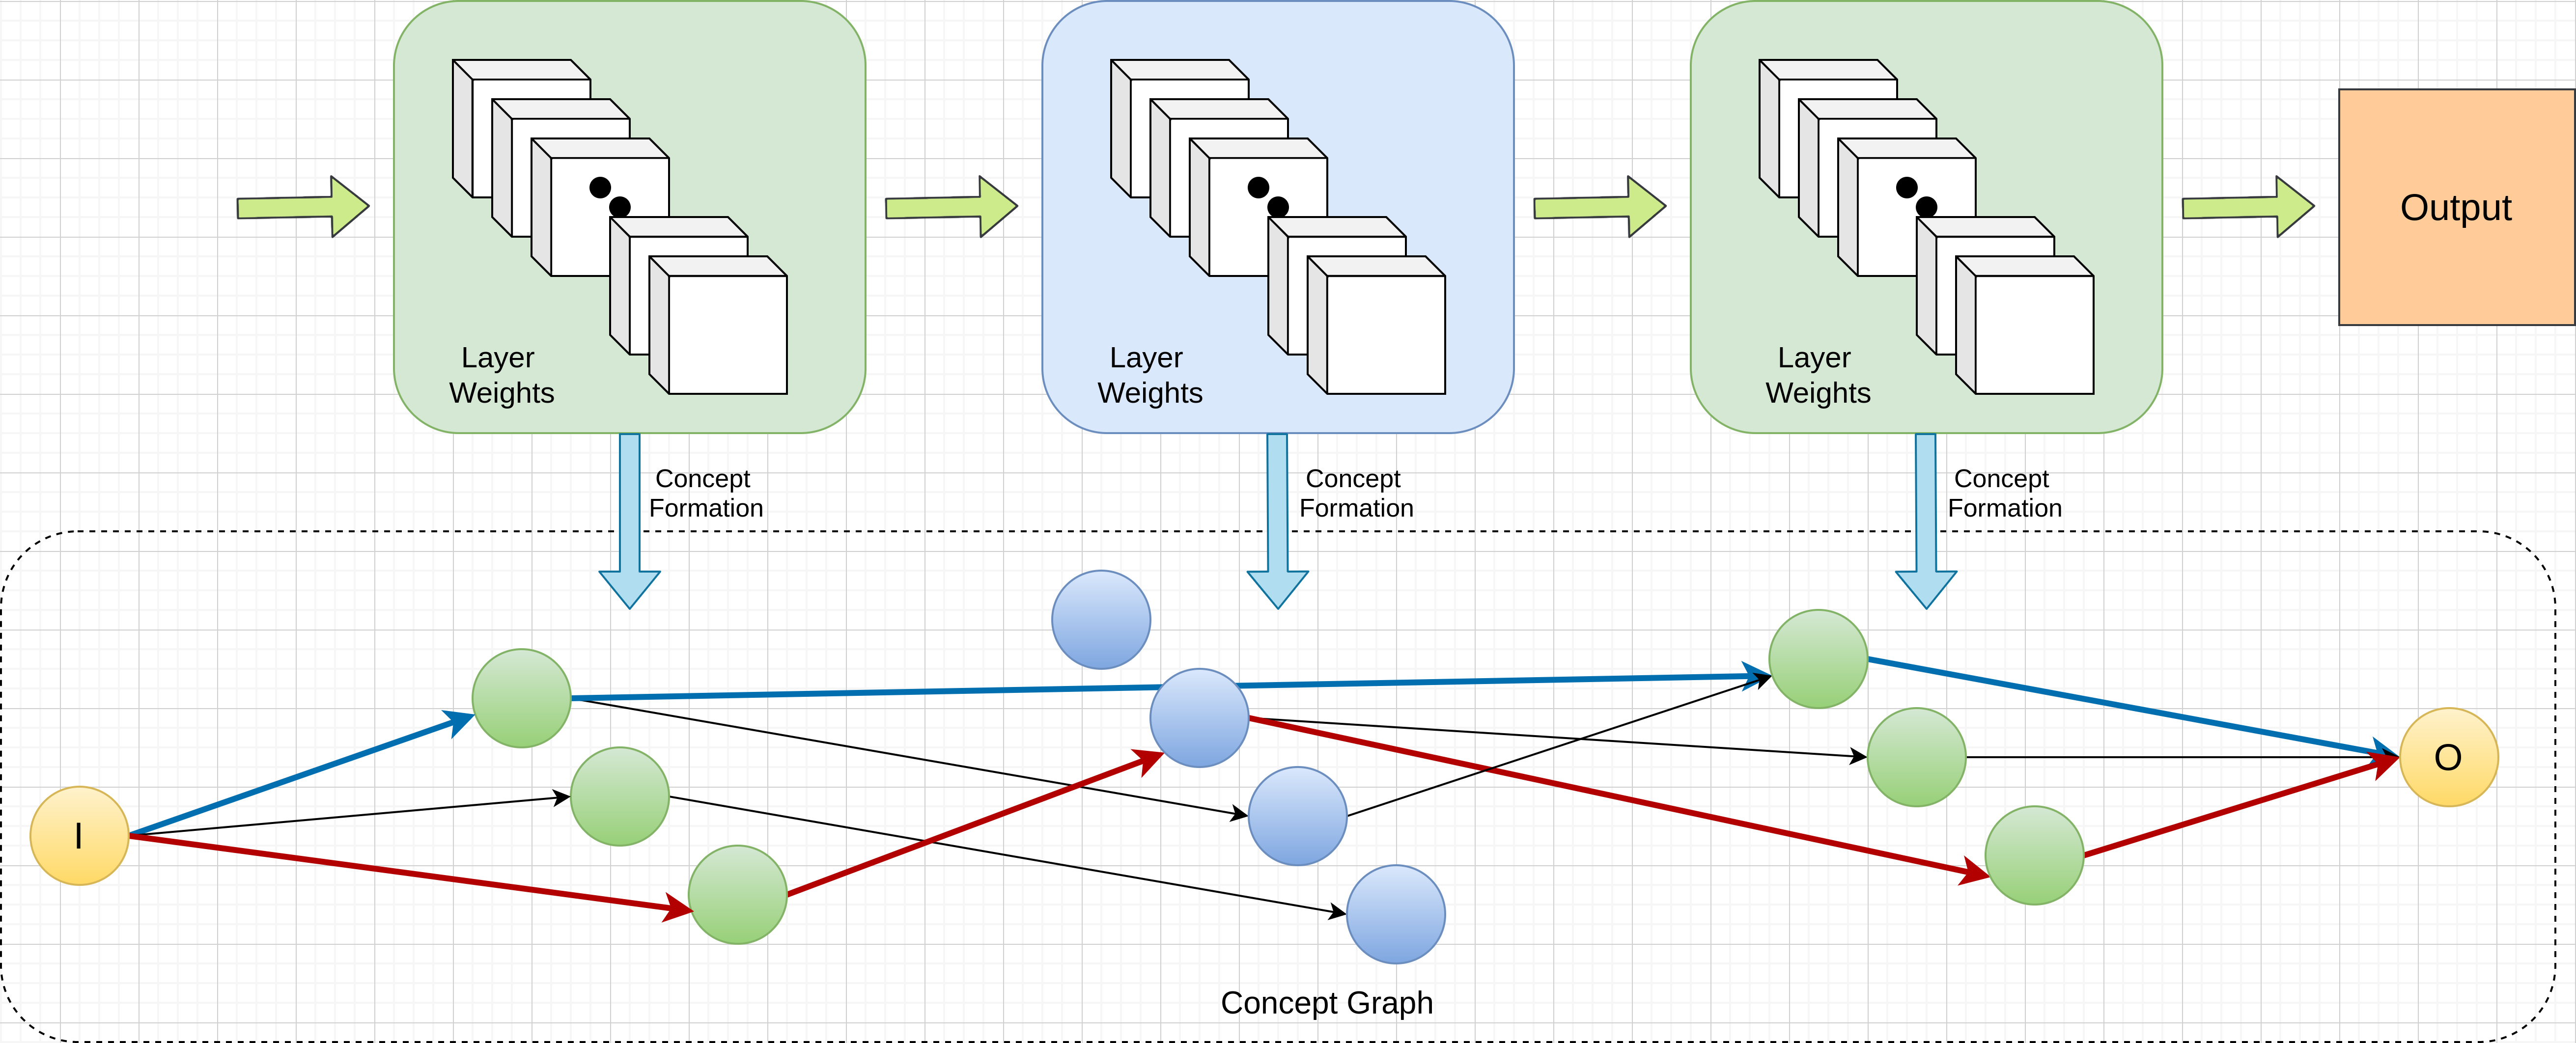 Output
Layer
Weights
Layer
Weights
Layer
Weights
Concept
Formation
Concept
Formation
Concept
Formation
I
O
Concept Graph